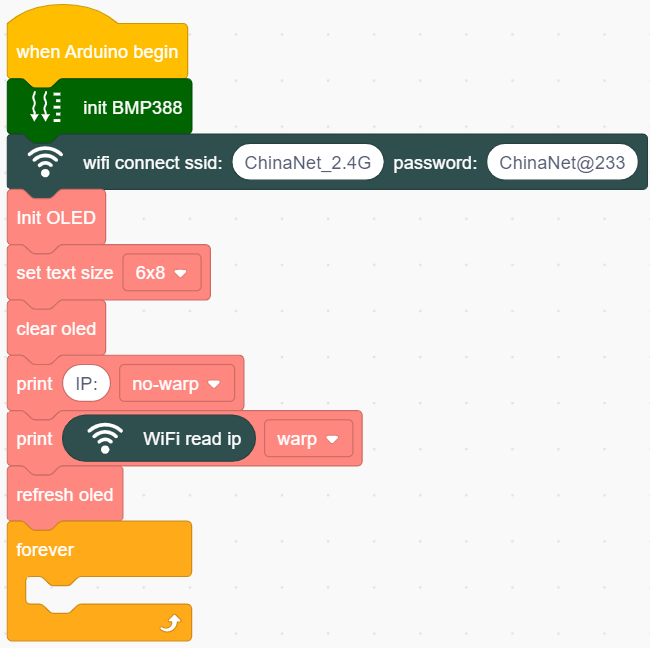 when Arduino begin
init BMP388
wifi connect ssid: ChinaNet_2.4G password: ChinaNet@233
Init OLED
set text size 6x8
clear oled
print IP: no-warp
print WiFi read ip warp
refresh oled
forever